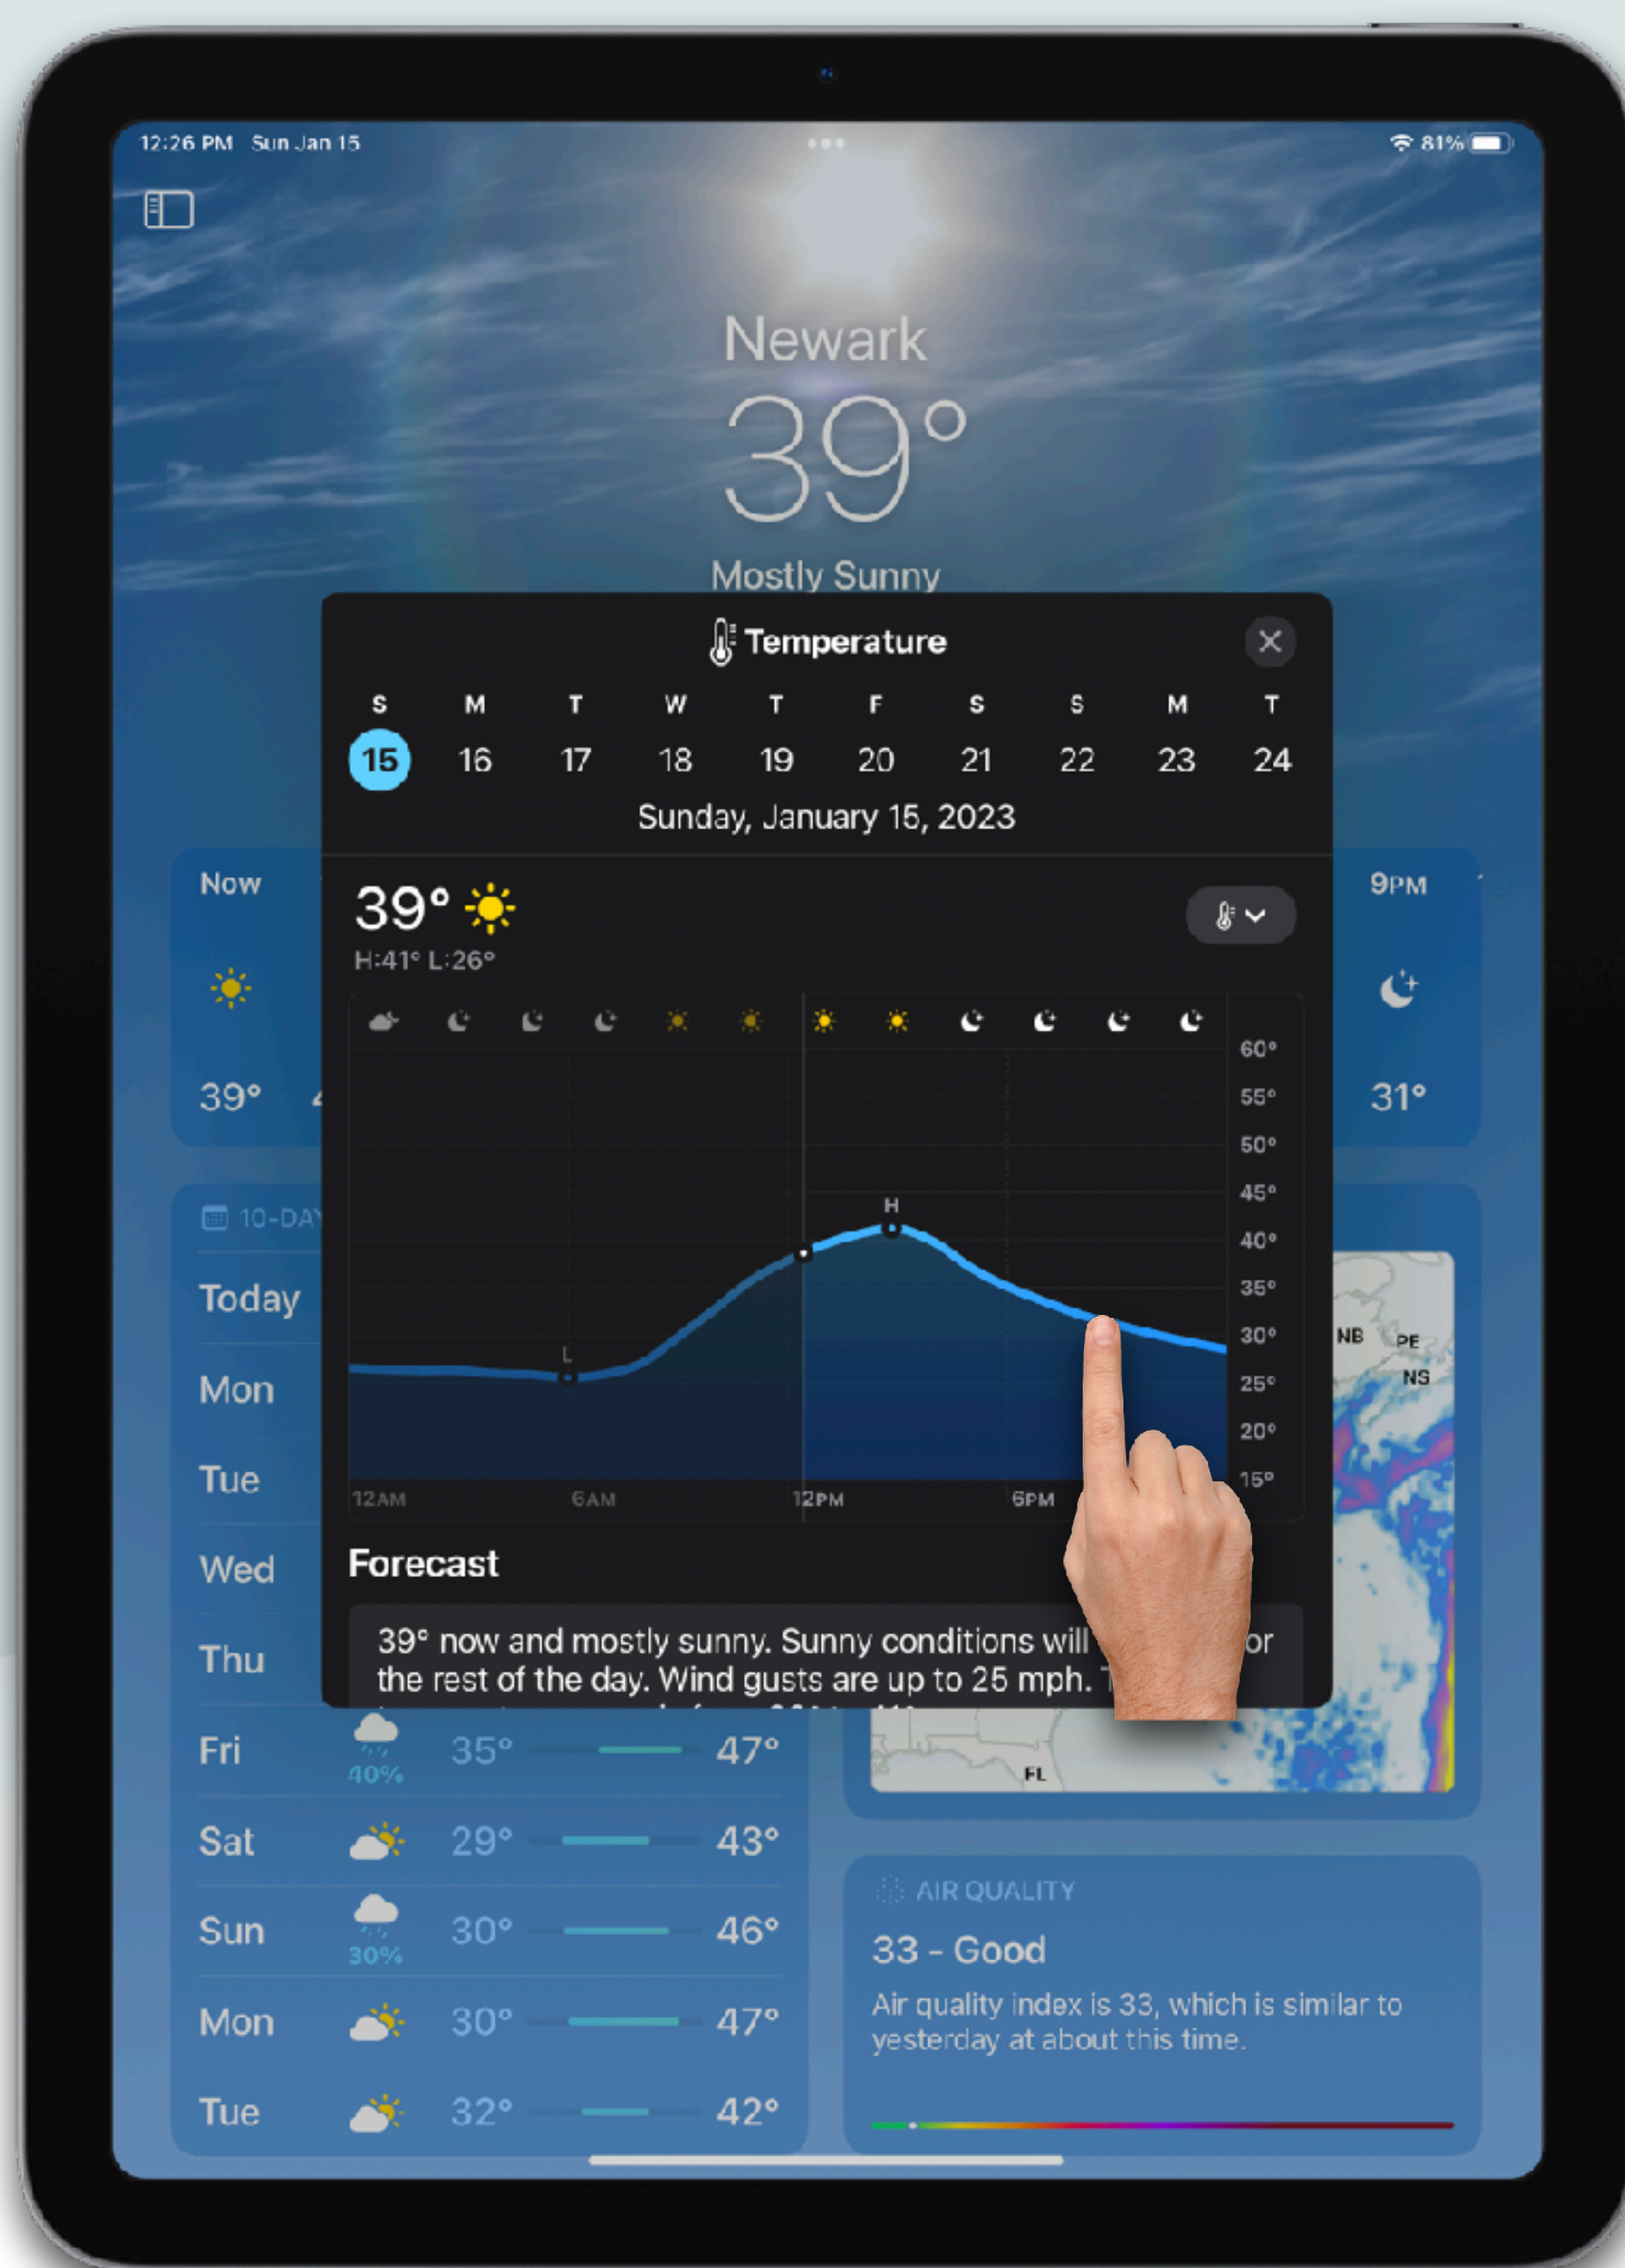 12:26 PM Sun Jan 15
81%
Newark
39°
Mostly Sunny
Temperature
S M T W T F S S M T
15 16 17 18 19 20 21 22 23 24
Sunday, January 15, 2023
39°
H:41° L:26°
Now
39°
9PM
31°
60°
55°
50°
45°
40°
35°
30°
25°
20°
15°
H
L
12AM 6AM 12PM 6PM
Forecast
39° now and mostly sunny. Sunny conditions will
the rest of the day. Wind gusts are up to 25 mph.
10-DAY
Today
Mon
Tue
Wed
Thu
Fri 40% 35° 47°
Sat 29° 43°
Sun 30% 30° 46°
Mon 30° 47°
Tue 32° 42°
NB PE
NS
FL
AIR QUALITY
33 - Good
Air quality index is 33, which is similar to
yesterday at about this time.